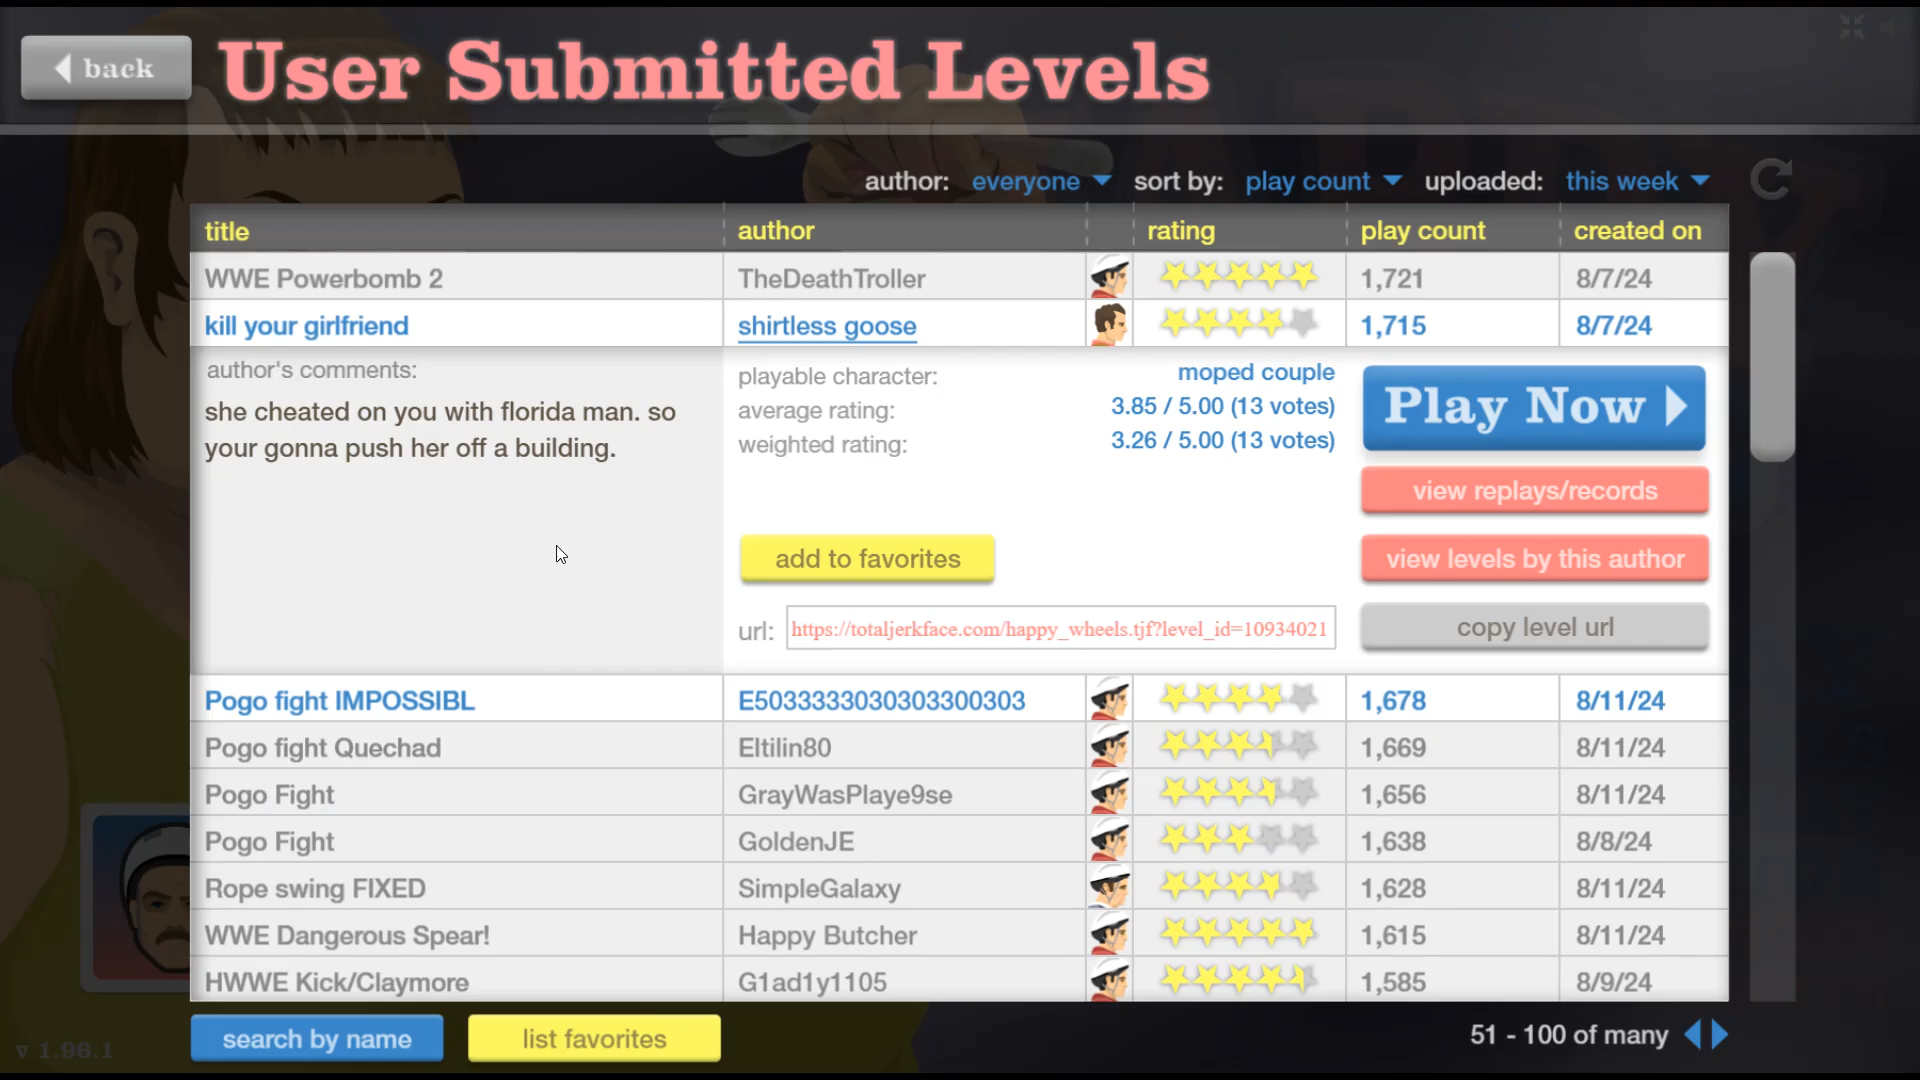 back
User Submitted Levels
author: everyone sort by: play count uploaded: this week
title author rating play count created on
WWE Powerbomb 2 TheDeathTroller 1,721 8/7/24
kill your girlfriend shirtless goose 1,715 8/7/24
author's comments:
she cheated on you with florida man. so
your gonna push her off a building.
playable character: moped couple
average rating: 3.85 / 5.00 (13 votes)
weighted rating: 3.26 / 5.00 (13 votes)
Play Now
view replays/records
add to favorites
view levels by this author
url: https://totaljerkface.com/happy_wheels.tjf?level_id=10934021
copy level url
Pogo fight IMPOSSIBL E5033333030303300303 1,678 8/11/24
Pogo fight Quechad Eltilin80 1,669 8/11/24
Pogo Fight GrayWasPlaye9se 1,656 8/11/24
Pogo Fight GoldenJE 1,638 8/8/24
Rope swing FIXED SimpleGalaxy 1,628 8/11/24
WWE Dangerous Spear! Happy Butcher 1,615 8/11/24
HWWE Kick/Claymore G1ad1y1105 1,585 8/9/24
search by name
list favorites
51 - 100 of many
v 1.96.1